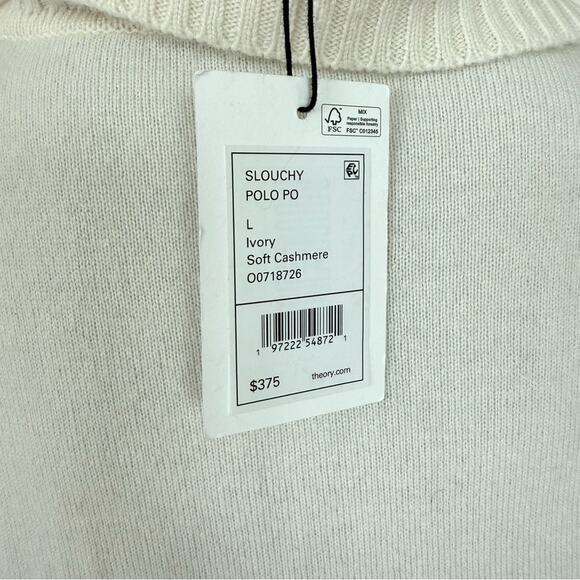 MIX
Paper | Supporting
responsible forestry
FSC® C012345
FSC
SLOUCHY
POLO PO
L
Ivory
Soft Cashmere
O0718726
1 97222 54872 1
$375
theory.com